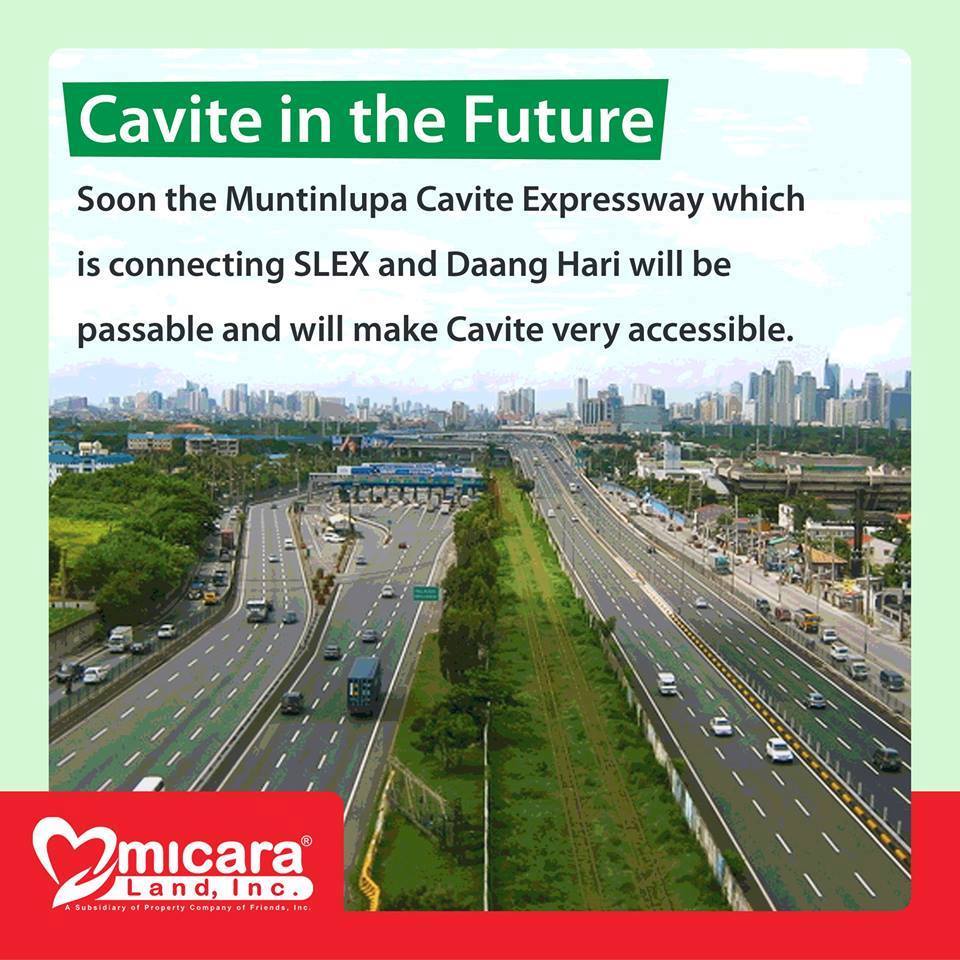 Cavite in the Future
Soon the Muntinlupa Cavite Expressway which
is connecting SLEX and Daang Hari will be
passable and will make Cavite very accessible.
mıcara®
Land, Inc.
A Subsidiary of Property Company of Friends, Inc.